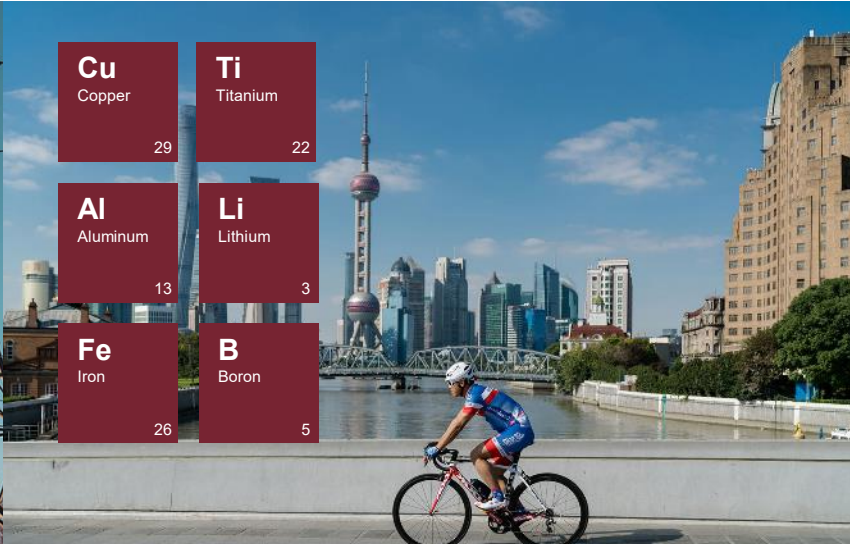 Cu
Copper
29
Ti
Titanium
22
Al
Aluminum
13
Li
Lithium
3
Fe
Iron
26
B
Boron
5